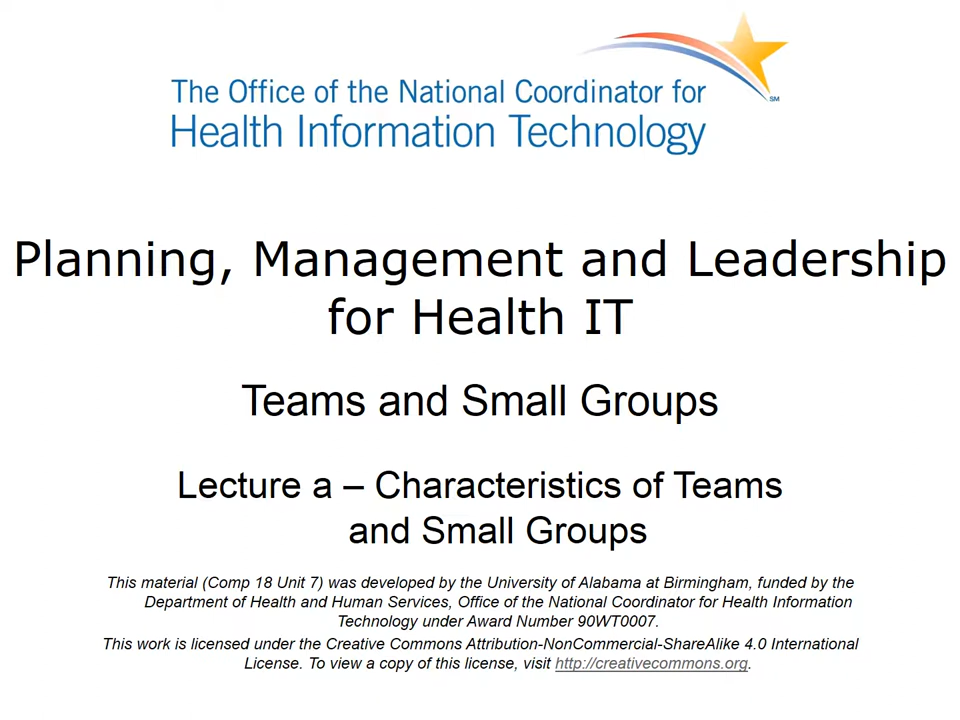 The Office of the National Coordinator for
Health Information Technology
SM
Planning, Management and Leadership
for Health IT
Teams and Small Groups
Lecture a – Characteristics of Teams
and Small Groups
This material (Comp 18 Unit 7) was developed by the University of Alabama at Birmingham, funded by the
Department of Health and Human Services, Office of the National Coordinator for Health Information
Technology under Award Number 90WT0007.
This work is licensed under the Creative Commons Attribution-NonCommercial-ShareAlike 4.0 International
License. To view a copy of this license, visit http://creativecommons.org.